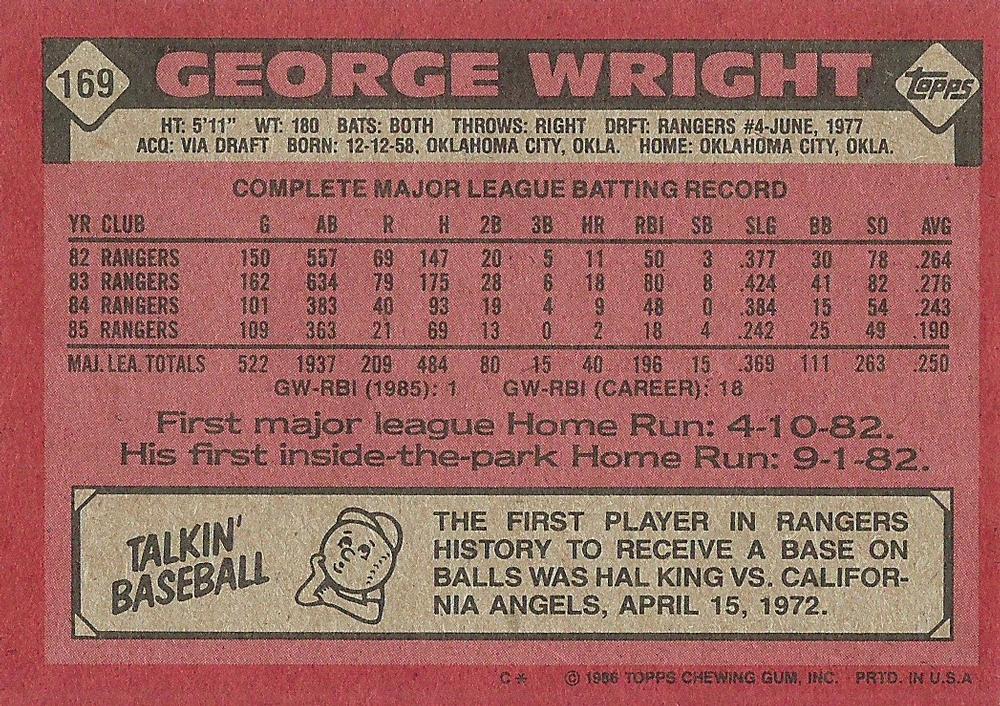 169 GEORGE WRIGHT topps
HT: 5'11" WT: 180 BATS: BOTH THROWS: RIGHT DRFT: RANGERS #4-JUNE, 1977
ACQ: VIA DRAFT BORN: 12-12-58, OKLAHOMA CITY, OKLA. HOME: OKLAHOMA CITY, OKLA.
COMPLETE MAJOR LEAGUE BATTING RECORD
YR CLUB G AB R H 2B 3B HR RBI SB SLG BB SO AVG
82 RANGERS 150 557 69 147 20 5 11 50 3 .377 30 78 .264
83 RANGERS 162 634 79 175 28 6 18 80 8 .424 41 82 .276
84 RANGERS 101 383 40 93 19 4 9 48 0 .384 15 54 .243
85 RANGERS 109 363 21 69 13 0 2 18 4 .242 25 49 .190
MAJ. LEA. TOTALS 522 1937 209 484 80 15 40 196 15 .369 111 263 .250
GW-RBI (1985): 1 GW-RBI (CAREER): 18
First major league Home Run: 4-10-82.
His first inside-the-park Home Run: 9-1-82.
TALKIN'
BASEBALL
THE FIRST PLAYER IN RANGERS
HISTORY TO RECEIVE A BASE ON
BALLS WAS HAL KING VS. CALIFOR-
NIA ANGELS, APRIL 15, 1972.
C* © 1986 TOPPS CHEWING GUM, INC. PRTD. IN U.S.A